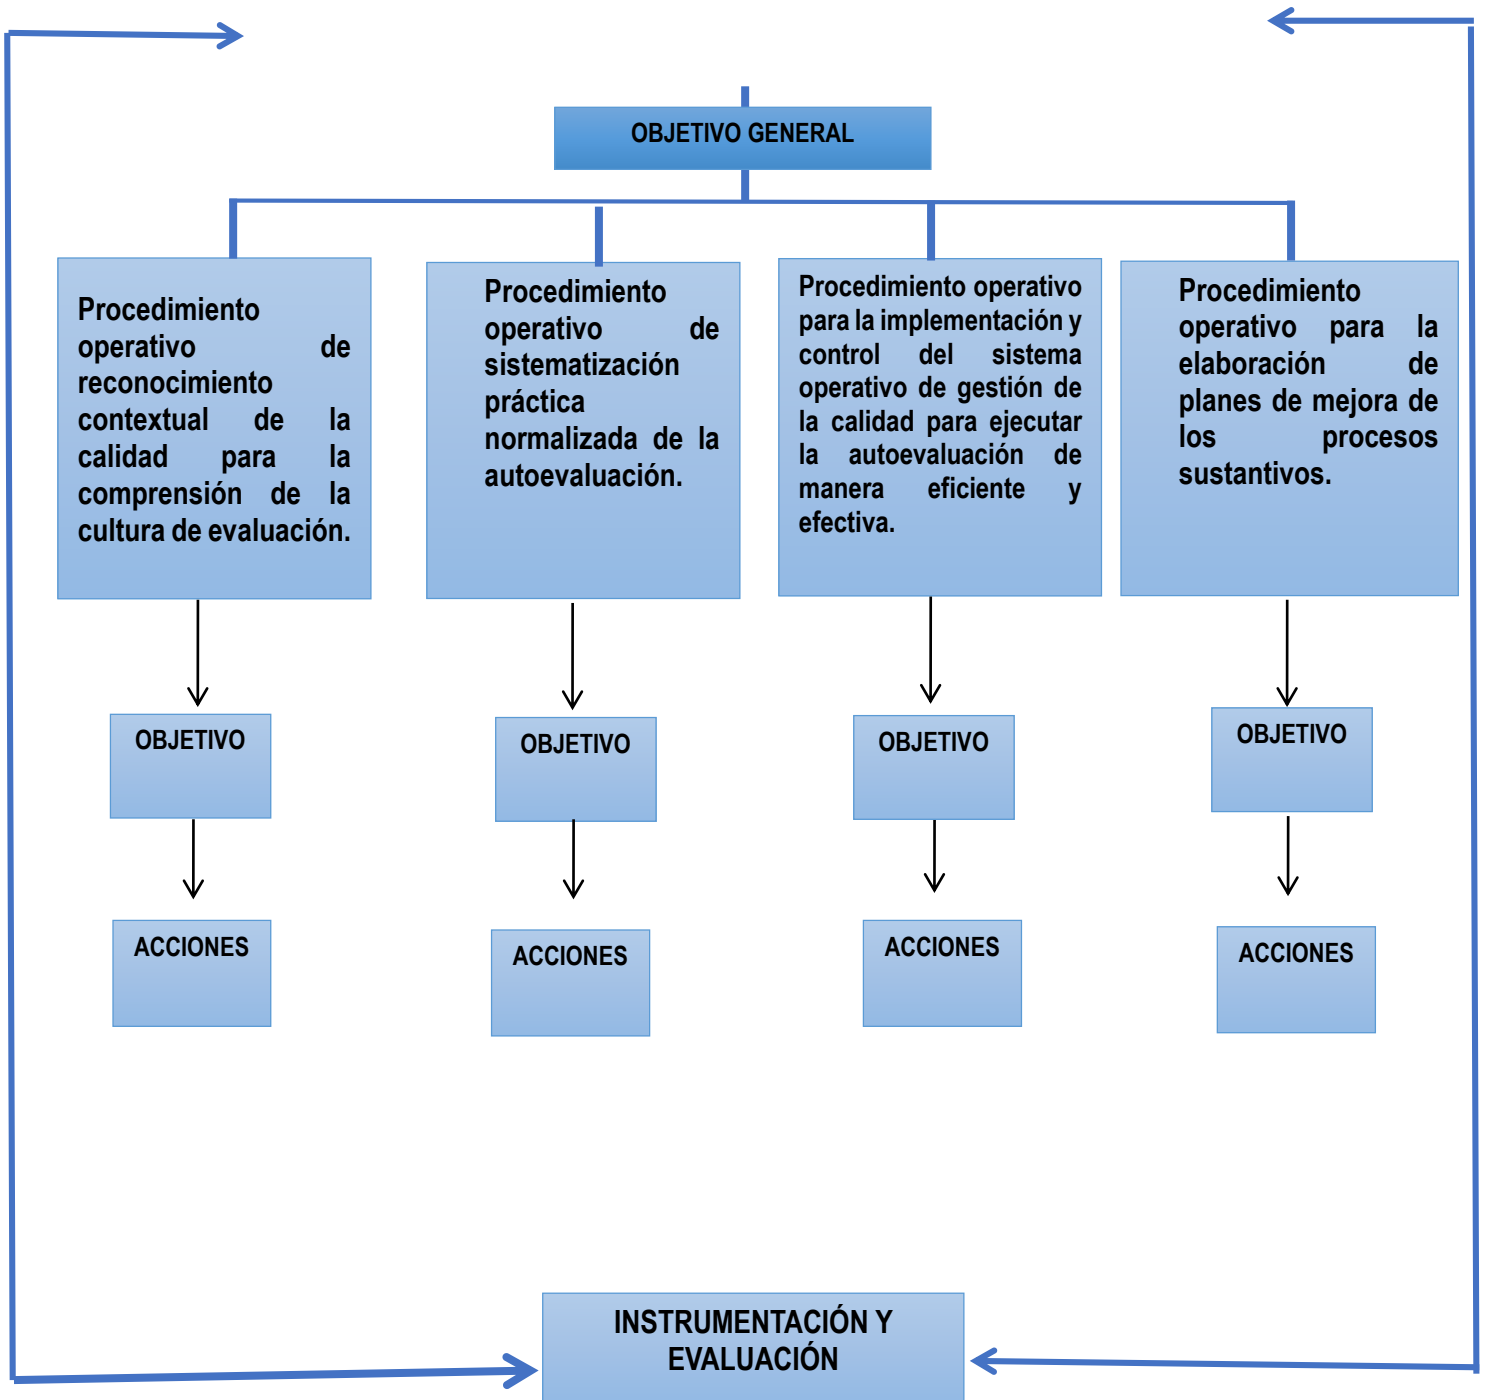 OBJETIVO GENERAL
Procedimiento
operativo de
reconocimiento
contextual de la
calidad para la
comprensión de la
cultura de evaluación.
Procedimiento
operativo de
sistematización
práctica
normalizada de la
autoevaluación.
Procedimiento operativo
para la implementación y
control del sistema
operativo de gestión de
la calidad para ejecutar
la autoevaluación de
manera eficiente y
efectiva.
Procedimiento
operativo para la
elaboración de
planes de mejora de
los procesos
sustantivos.
OBJETIVO
OBJETIVO
OBJETIVO
OBJETIVO
ACCIONES
ACCIONES
ACCIONES
ACCIONES
INSTRUMENTACIÓN Y
EVALUACIÓN